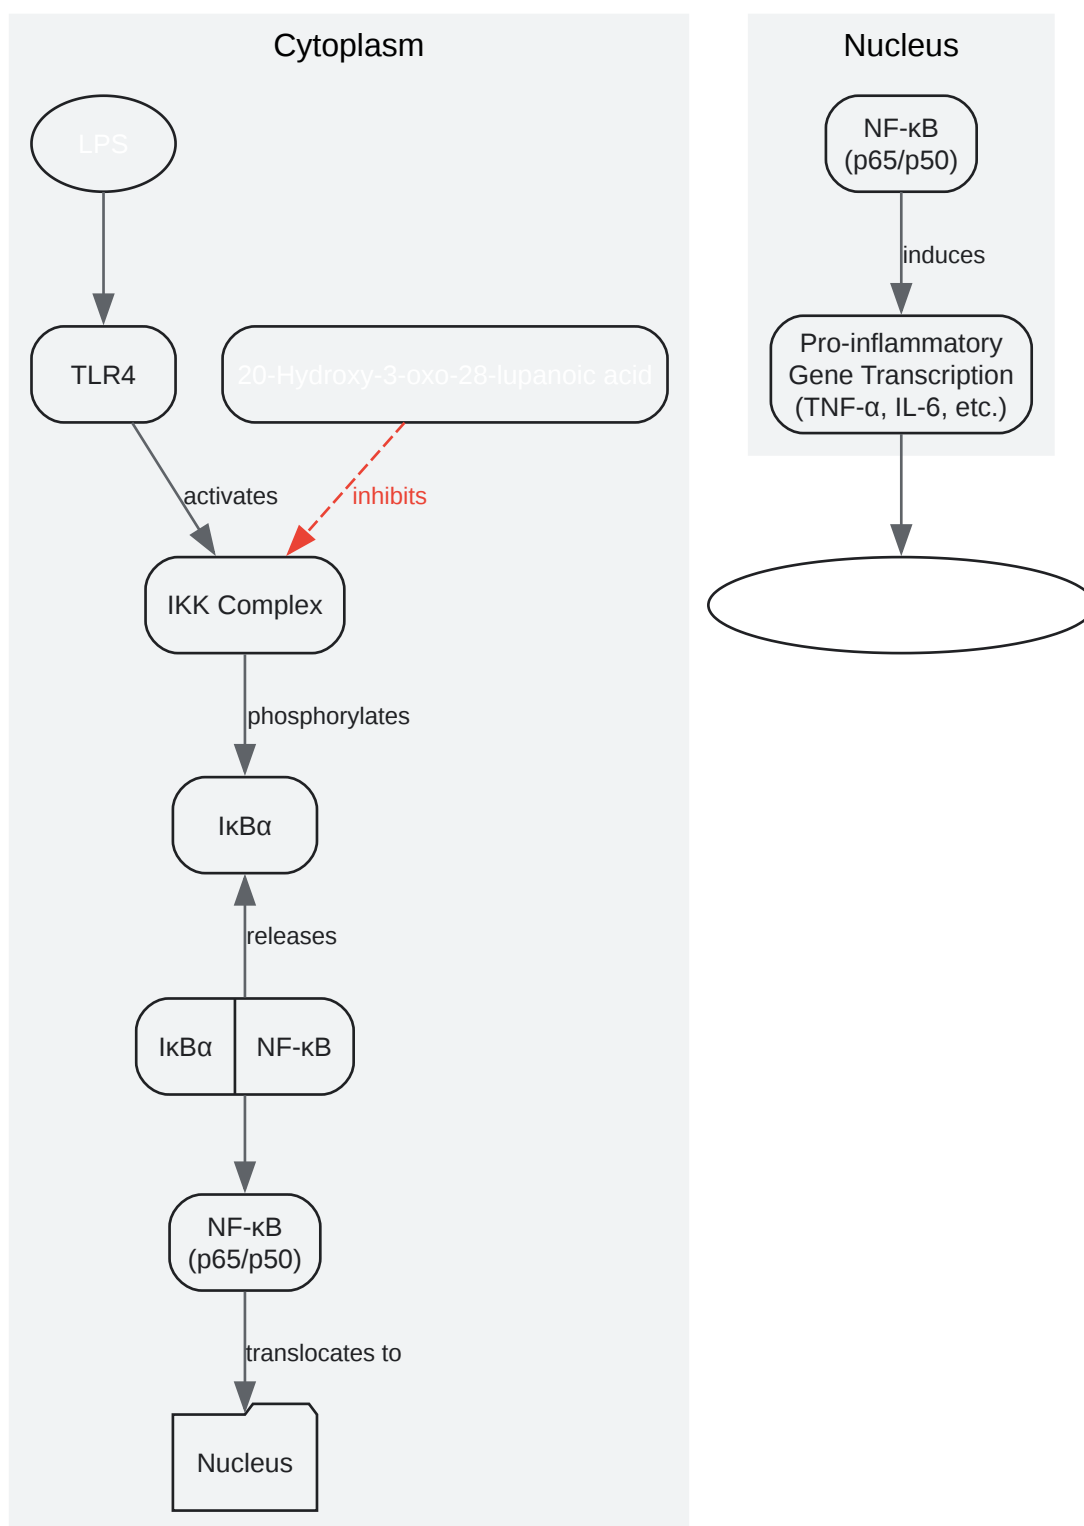 Cytoplasm
LPS
TLR4
20-Hydroxy-3-oxo-28-lupanoic acid
activates
inhibits
IKK Complex
phosphorylates
IκBα
releases
IκBα
NF-κB
NF-κB
(p65/p50)
translocates to
Nucleus
Nucleus
NF-κB
(p65/p50)
induces
Pro-inflammatory
Gene Transcription
(TNF-α, IL-6, etc.)